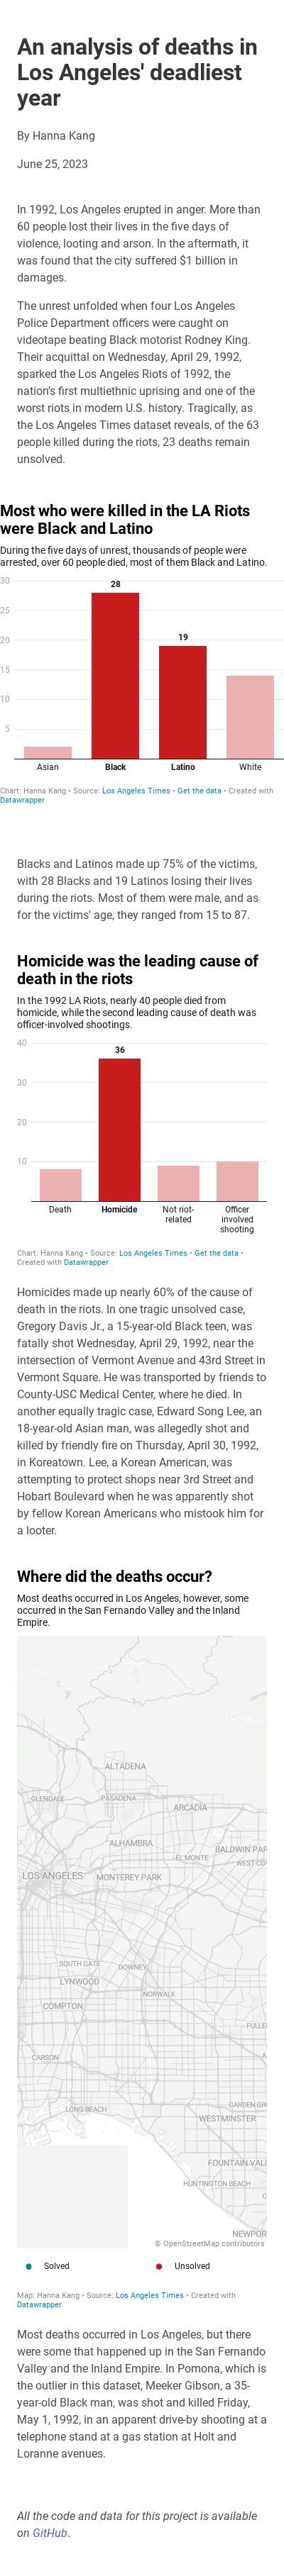 An analysis of deaths in
Los Angeles' deadliest
year
By Hanna Kang
June 25, 2023
In 1992, Los Angeles erupted in anger. More than
60 people lost their lives in the five days of
violence, looting and arson. In the aftermath, it
was found that the city suffered $1 billion in
damages.
The unrest unfolded when four Los Angeles
Police Department officers were caught on
videotape beating Black motorist Rodney King.
Their acquittal on Wednesday, April 29, 1992,
sparked the Los Angeles Riots of 1992, the
nation's first multiethnic uprising and one of the
worst riots in modern U.S. history. Tragically, as
the Los Angeles Times dataset reveals, of the 63
people killed during the riots, 23 deaths remain
unsolved.
Most who were killed in the LA Riots
were Black and Latino
During the five days of unrest, thousands of people were
arrested, over 60 people died, most of them Black and Latino.
30
28
25
20
19
15
10
5
Asian Black Latino White
Chart: Hanna Kang • Source: Los Angeles Times • Get the data • Created with
Datawrapper
Blacks and Latinos made up 75% of the victims,
with 28 Blacks and 19 Latinos losing their lives
during the riots. Most of them were male, and as
for the victims' age, they ranged from 15 to 87.
Homicide was the leading cause of
death in the riots
In the 1992 LA Riots, nearly 40 people died from
homicide, while the second leading cause of death was
officer-involved shootings.
40
36
30
20
10
Death Homicide Not riot- Officer
related involved
shooting
Chart: Hanna Kang • Source: Los Angeles Times • Get the data •
Created with Datawrapper
Homicides made up nearly 60% of the cause of
death in the riots. In one tragic unsolved case,
Gregory Davis Jr., a 15-year-old Black teen, was
fatally shot Wednesday, April 29, 1992, near the
intersection of Vermont Avenue and 43rd Street in
Vermont Square. He was transported by friends to
County-USC Medical Center, where he died. In
another equally tragic case, Edward Song Lee, an
18-year-old Asian man, was allegedly shot and
killed by friendly fire on Thursday, April 30, 1992,
in Koreatown. Lee, a Korean American, was
attempting to protect shops near 3rd Street and
Hobart Boulevard when he was apparently shot
by fellow Korean Americans who mistook him for
a looter.
Where did the deaths occur?
Most deaths occurred in Los Angeles, however, some
occurred in the San Fernando Valley and the Inland
Empire.
ALTADENA
GLENDALE PASADENA
ARCADIA
ALHAMBRA
BALDWIN PAR
EL MONTE
WEST CO
LOS ANGELES MONTEREY PARK
SOUTH GATE DOWNEY
LYNWOOD
NORWALK
COMPTON
FULLE
CARSON A
GARDEN GR
LONG BEACH
WESTMINSTER
FOUNTAIN VALL
HUNTINGTON BEACH
C
NEWPOR
© OpenStreetMap contributors
Solved Unsolved
Map: Hanna Kang • Source: Los Angeles Times • Created with
Datawrapper
Most deaths occurred in Los Angeles, but there
were some that happened up in the San Fernando
Valley and the Inland Empire. In Pomona, which is
the outlier in this dataset, Meeker Gibson, a 35-
year-old Black man, was shot and killed Friday,
May 1, 1992, in an apparent drive-by shooting at a
telephone stand at a gas station at Holt and
Loranne avenues.
All the code and data for this project is available
on GitHub.